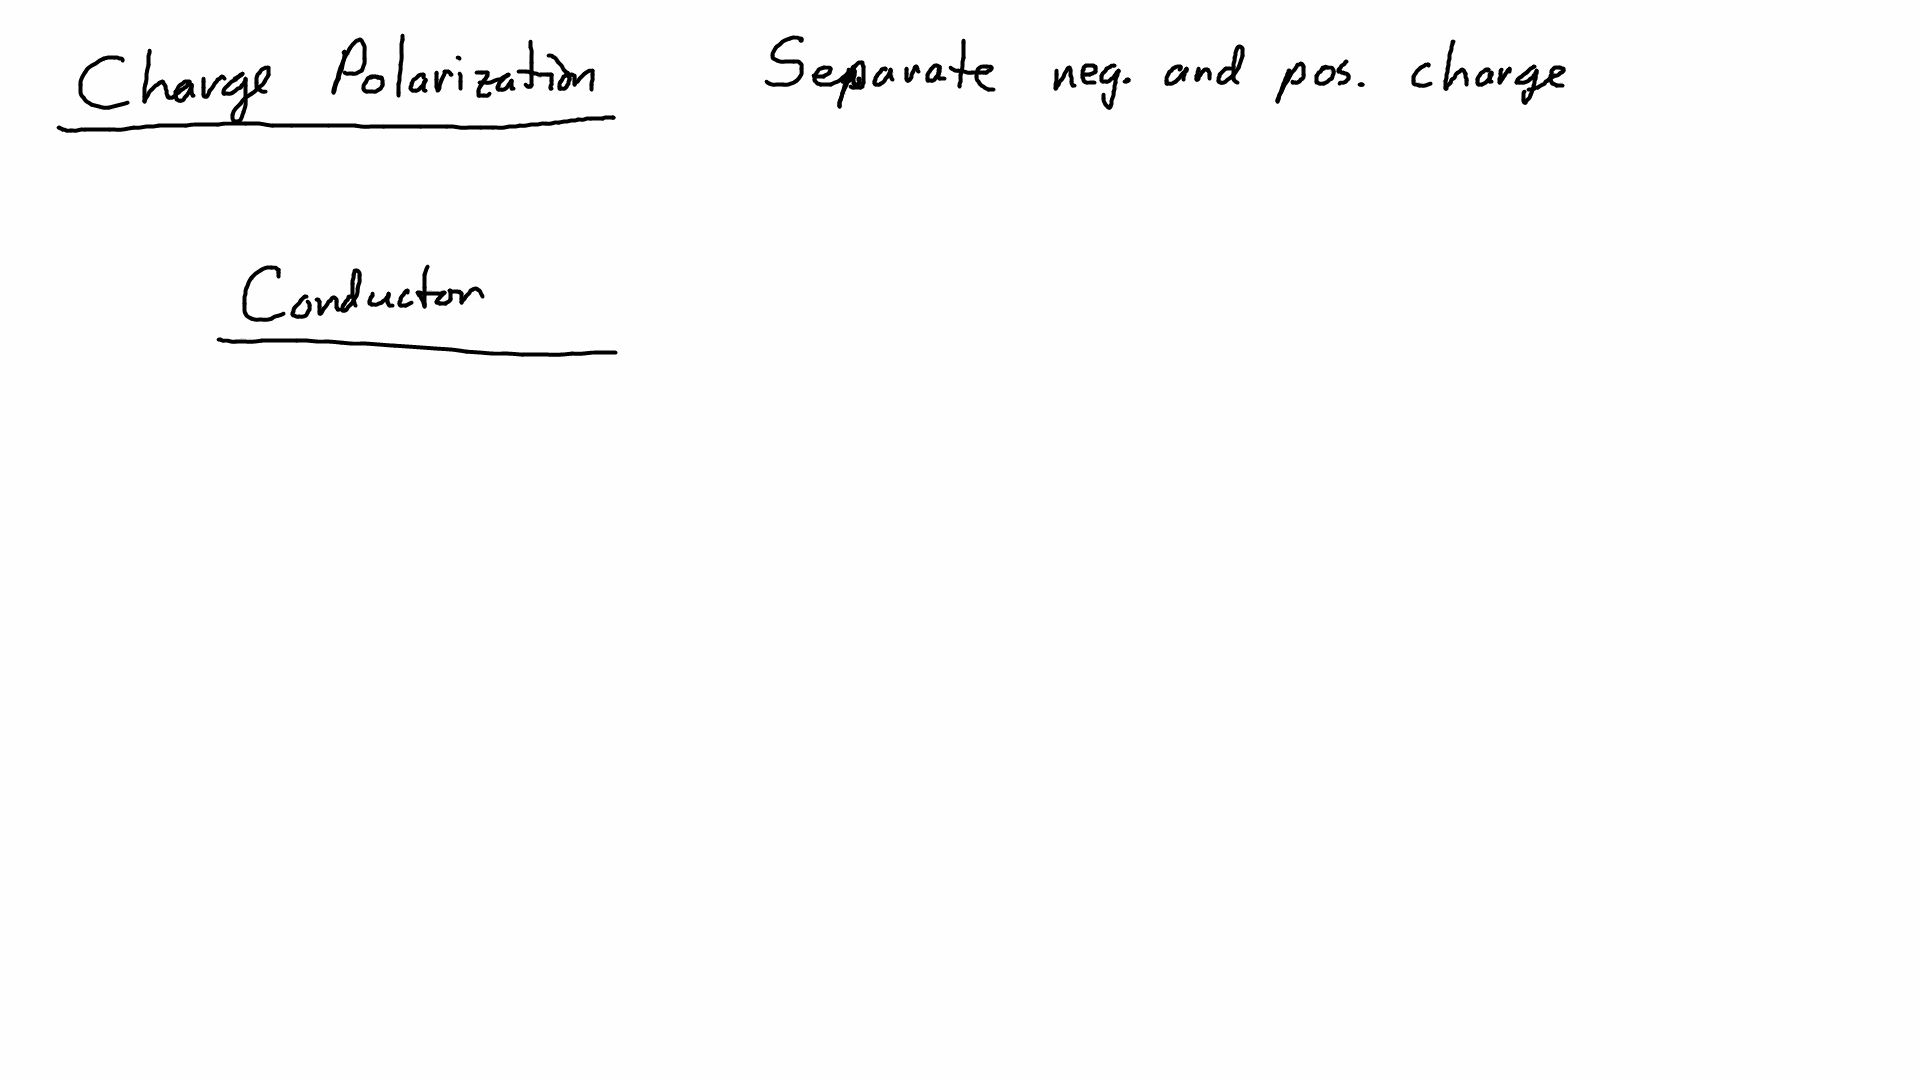 Charge Polarization Separate neg. and pos. charge
Conductor